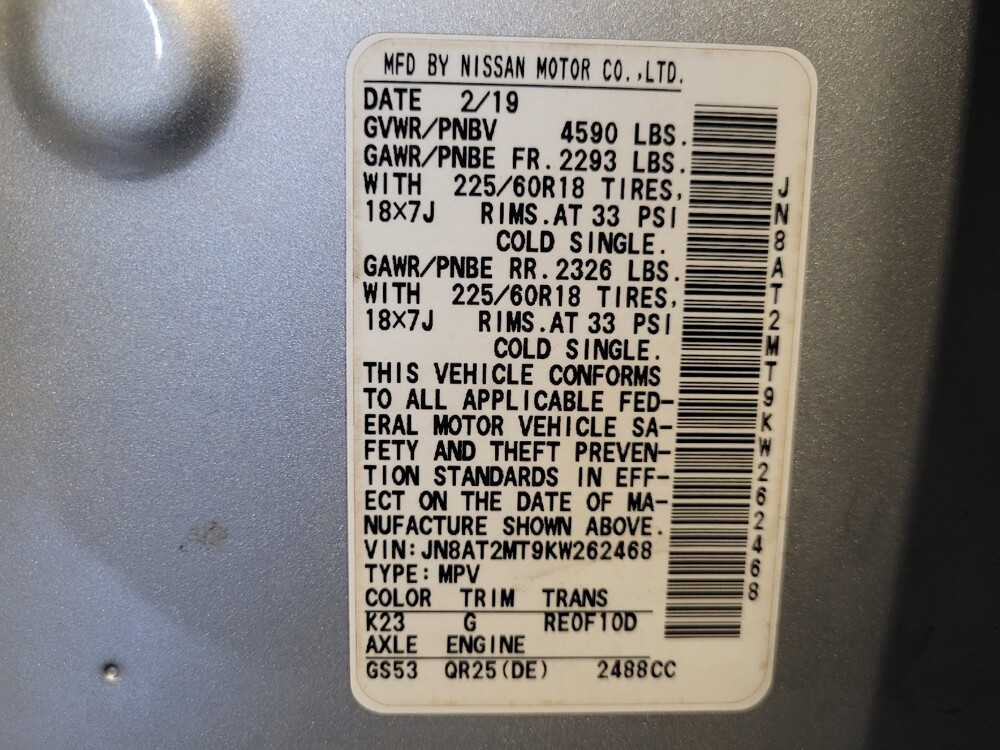 MFD BY NISSAN MOTOR CO.,LTD.
DATE 2/19
GVWR/PNBV 4590 LBS.
GAWR/PNBE FR.2293 LBS.
WITH 225/60R18 TIRES,
18×7J RIMS.AT 33 PSI
COLD SINGLE.
GAWR/PNBE RR.2326 LBS.
WITH 225/60R18 TIRES,
18×7J RIMS.AT 33 PSI
COLD SINGLE.
THIS VEHICLE CONFORMS
TO ALL APPLICABLE FED-
ERAL MOTOR VEHICLE SA-
FETY AND THEFT PREVEN-
TION STANDARDS IN EFF-
ECT ON THE DATE OF MA-
NUFACTURE SHOWN ABOVE.
VIN:JN8AT2MT9KW262468
TYPE:MPV
COLOR TRIM TRANS
K23 G RE0F10D
AXLE ENGINE
GS53 QR25(DE) 2488CC
JN8AT2MT9KW262468